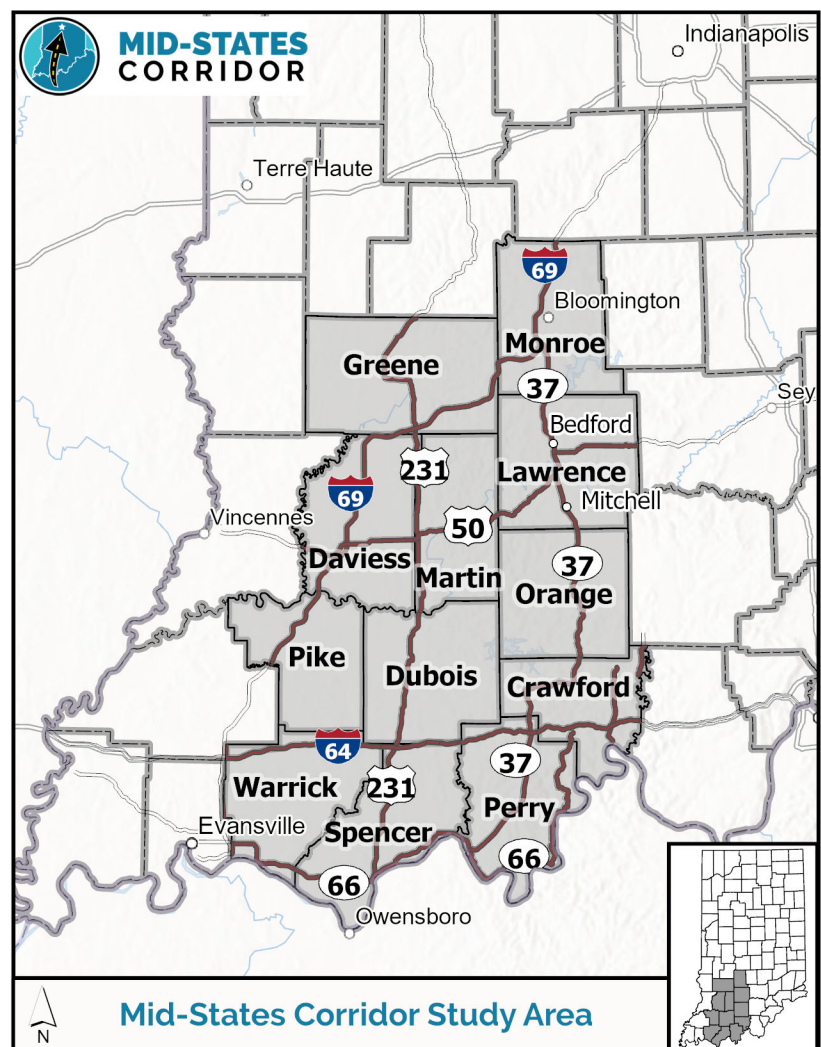 MID-STATES
CORRIDOR
Indianapolis
Terre Haute
69
Bloomington
Monroe
Greene
37
Sey
Bedford
231
Lawrence
69
Mitchell
Vincennes
50
Daviess
37
Martin
Orange
Pike
Dubois
Crawford
64
37
Warrick
231
Perry
Evansville
Spencer
66
66
Owensboro
N
Mid-States Corridor Study Area